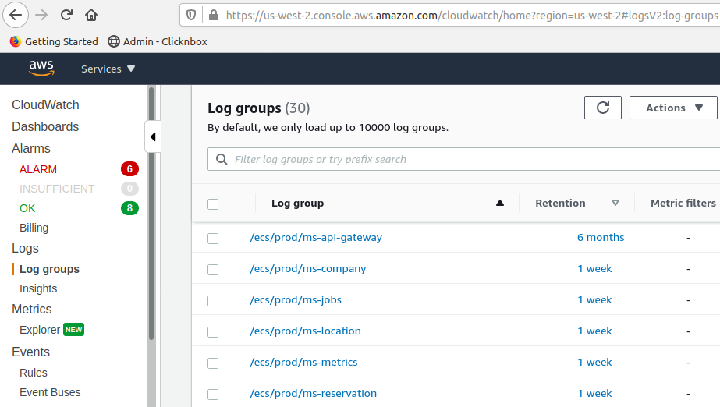 https://us-west-2.console.aws.amazon.com/cloudwatch/home?region=us-west-2#logsV2:log-groups
Getting Started Admin - Clicknbox
aws Services ▼
CloudWatch
Dashboards
Alarms
ALARM 6
INSUFFICIENT 0
OK 8
Billing
Logs
Log groups
Insights
Metrics
Explorer NEW
Events
Rules
Event Buses
Log groups (30)
Actions ▼
By default, we only load up to 10000 log groups.
Filter log groups or try prefix search
Log group Retention Metric filters
/ecs/prod/ms-api-gateway 6 months -
/ecs/prod/ms-company 1 week -
/ecs/prod/ms-jobs 1 week -
/ecs/prod/ms-location 1 week -
/ecs/prod/ms-metrics 1 week -
/ecs/prod/ms-reservation 1 week -